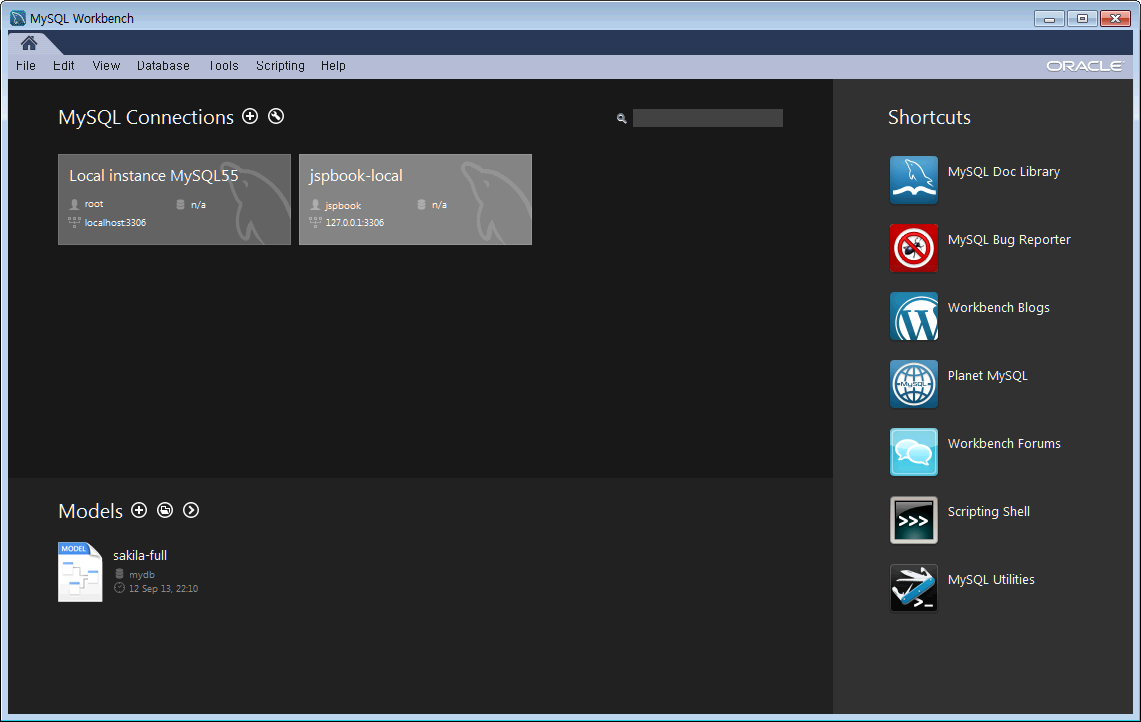 MySQL Workbench
File Edit View Database Tools Scripting Help
ORACLE
MySQL Connections
Local instance MySQL55
root
n/a
localhost:3306
jspbook-local
jspbook
n/a
127.0.0.1:3306
Models
MODEL
sakila-full
mydb
12 Sep 13, 22:10
Shortcuts
MySQL Doc Library
MySQL Bug Reporter
W
Workbench Blogs
MySQL
Planet MySQL
Workbench Forums
>>>
Scripting Shell
>_
MySQL Utilities